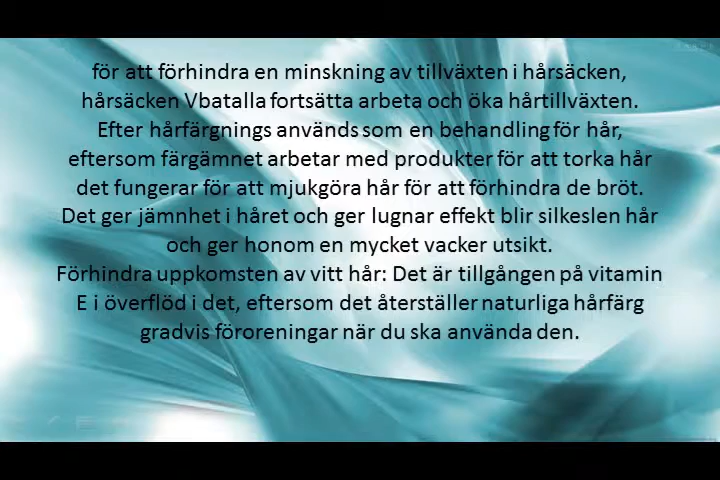 för att förhindra en minskning av tillväxten i hårsäcken,
hårsäcken Vbatalla fortsätta arbeta och öka hårtillväxten.
Efter hårfärgnings används som en behandling för hår,
eftersom färgämnet arbetar med produkter för att torka hår
det fungerar för att mjukgöra hår för att förhindra de bröt.
Det ger jämnhet i håret och ger lugnar effekt blir silkeslen hår
och ger honom en mycket vacker utsikt.
Förhindra uppkomsten av vitt hår: Det är tillgången på vitamin
E i överflöd i det, eftersom det återställer naturliga hårfärg
gradvis föroreningar när du ska använda den.